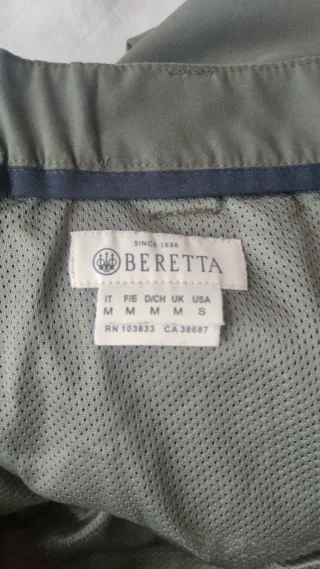 SINCE 1526
BERETTA
IT F/E D/CH UK USA
M M M M S
RN 103833 CA 38687